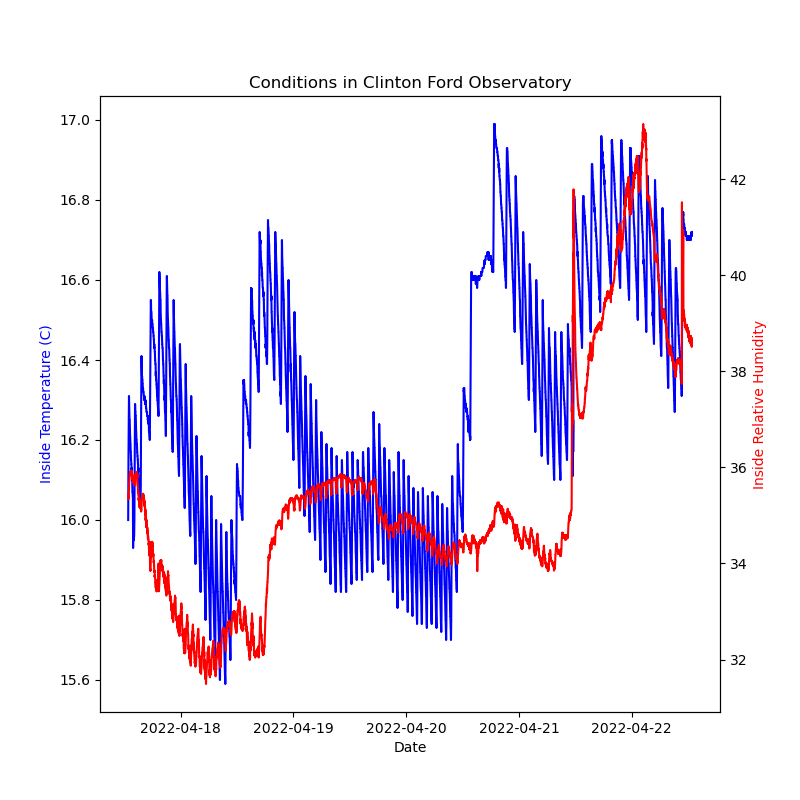 Conditions in Clinton Ford Observatory
17.0
16.8
16.6
16.4
16.2
16.0
15.8
15.6
Inside Temperature (C)
42
40
38
36
34
32
Inside Relative Humidity
2022-04-18 2022-04-19 2022-04-20 2022-04-21 2022-04-22
Date